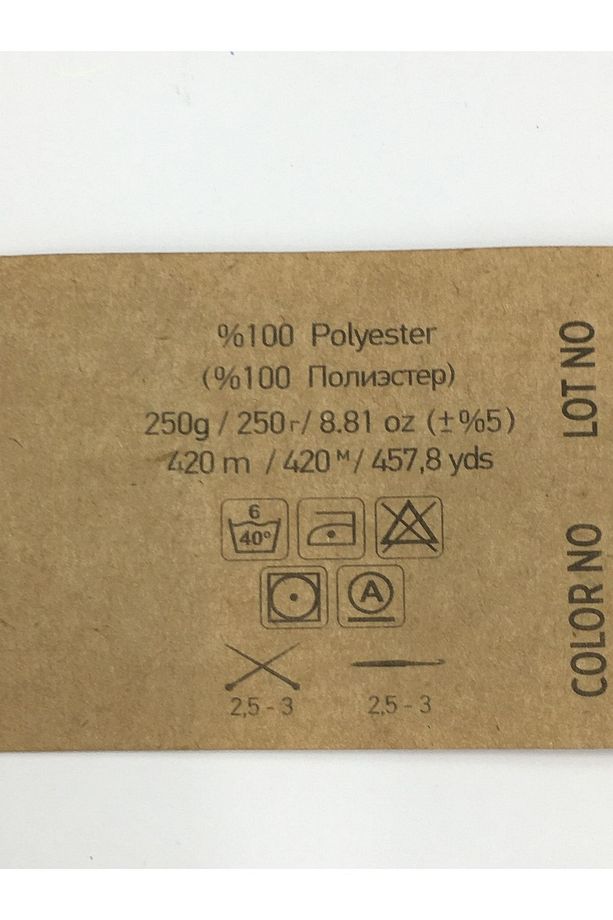 %100 Polyester
(%100 Полиэстер)
250g / 250г/ 8.81 oz (±%5)
420 m / 420 м/ 457,8 yds
6
40°
A
2,5 - 3
2,5 - 3
LOT NO
COLOR NO